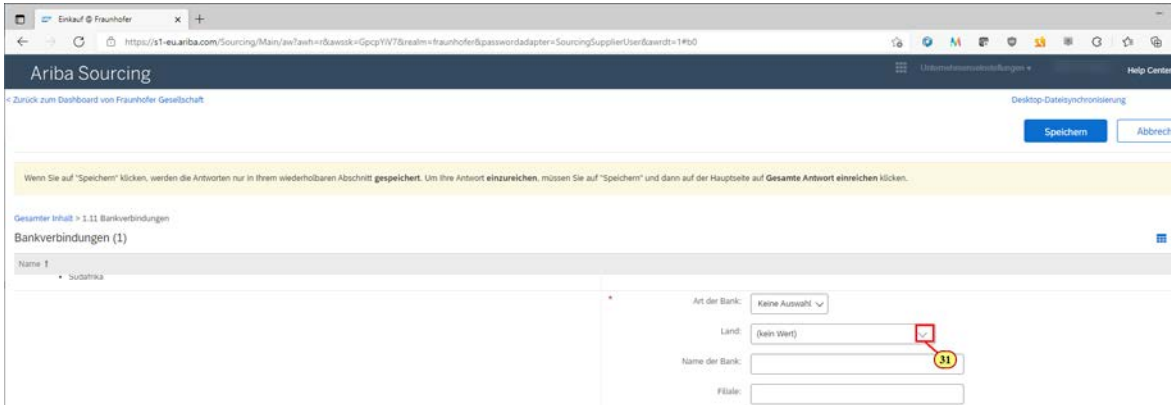 Einkauf @ Fraunhofer
https://s1-eu.ariba.com/Sourcing/Main/aw?awh=r&awssk=GpcpYiV7&realm=fraunhofer&passwordadapter=SourcingSupplierUser&awrdt=1#b0
Ariba Sourcing
Unternehmenseinstellungen
Help Center
< Zurück zum Dashboard von Fraunhofer Gesellschaft
Desktop-Dateisynchronisierung
Speichern
Abbrech
Wenn Sie auf "Speichern" klicken, werden die Antworten nur in Ihrem wiederholbaren Abschnitt gespeichert. Um Ihre Antwort einzureichen, müssen Sie auf "Speichern" und dann auf der Hauptseite auf Gesamte Antwort einreichen klicken.
Gesamter Inhalt > 1.11 Bankverbindungen
Bankverbindungen (1)
Name ↑
• Südafrika
* Art der Bank: Keine Auswahl
Land: (kein Wert)
31
Name der Bank:
Filiale: